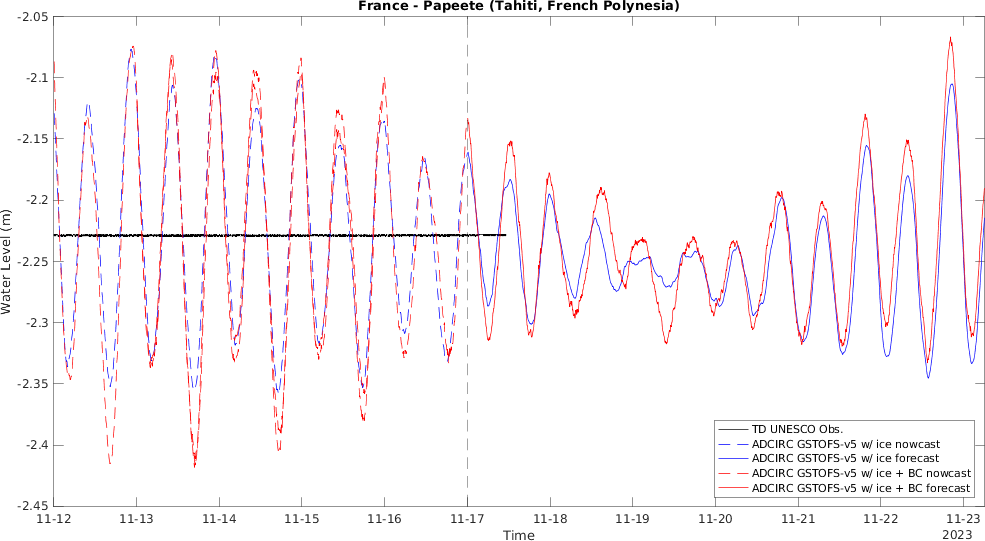 France - Papeete (Tahiti, French Polynesia)
-2.05
-2.1
-2.15
-2.2
-2.25
-2.3
-2.35
-2.4
-2.45
Water Level (m)
TD UNESCO Obs.
ADCIRC GSTOFS-v5 w/ ice nowcast
ADCIRC GSTOFS-v5 w/ ice forecast
ADCIRC GSTOFS-v5 w/ ice + BC nowcast
ADCIRC GSTOFS-v5 w/ ice + BC forecast
11-12 11-13 11-14 11-15 11-16 11-17 11-18 11-19 11-20 11-21 11-22 11-23
Time
2023